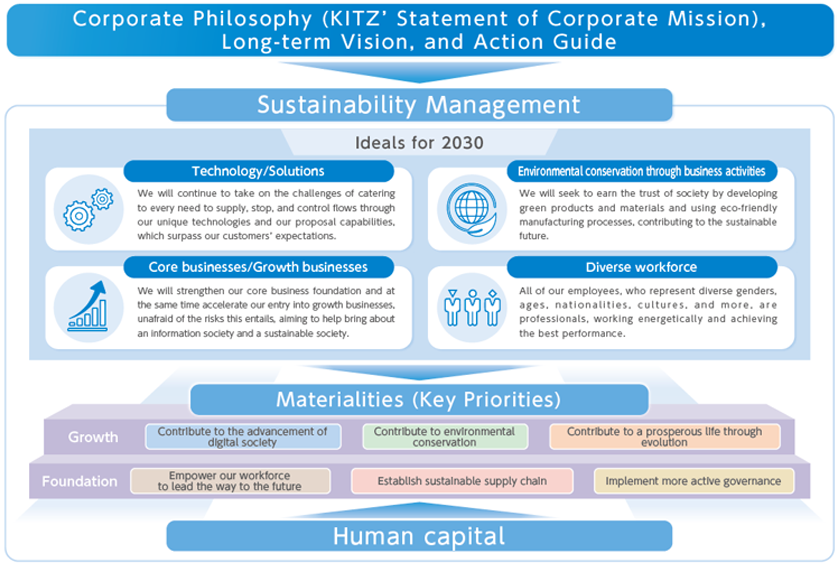 Corporate Philosophy (KITZ' Statement of Corporate Mission),
Long-term Vision, and Action Guide
Sustainability Management
Ideals for 2030
Technology/Solutions
We will continue to take on the challenges of catering
to every need to supply, stop, and control flows through
our unique technologies and our proposal capabilities,
which surpass our customers' expectations.
Environmental conservation through business activities
We will seek to earn the trust of society by developing
green products and materials and using eco-friendly
manufacturing processes, contributing to the sustainable
future.
Core businesses/Growth businesses
We will strengthen our core business foundation and at
the same time accelerate our entry into growth businesses,
unafraid of the risks this entails, aiming to help bring about
an information society and a sustainable society.
Diverse workforce
All of our employees, who represent diverse genders,
ages, nationalities, cultures, and more, are
professionals, working energetically and achieving
the best performance.
Materialities (Key Priorities)
Growth
Contribute to the advancement of
digital society
Contribute to environmental
conservation
Contribute to a prosperous life through
evolution
Foundation
Empower our workforce
to lead the way to the future
Establish sustainable supply chain
Implement more active governance
Human capital